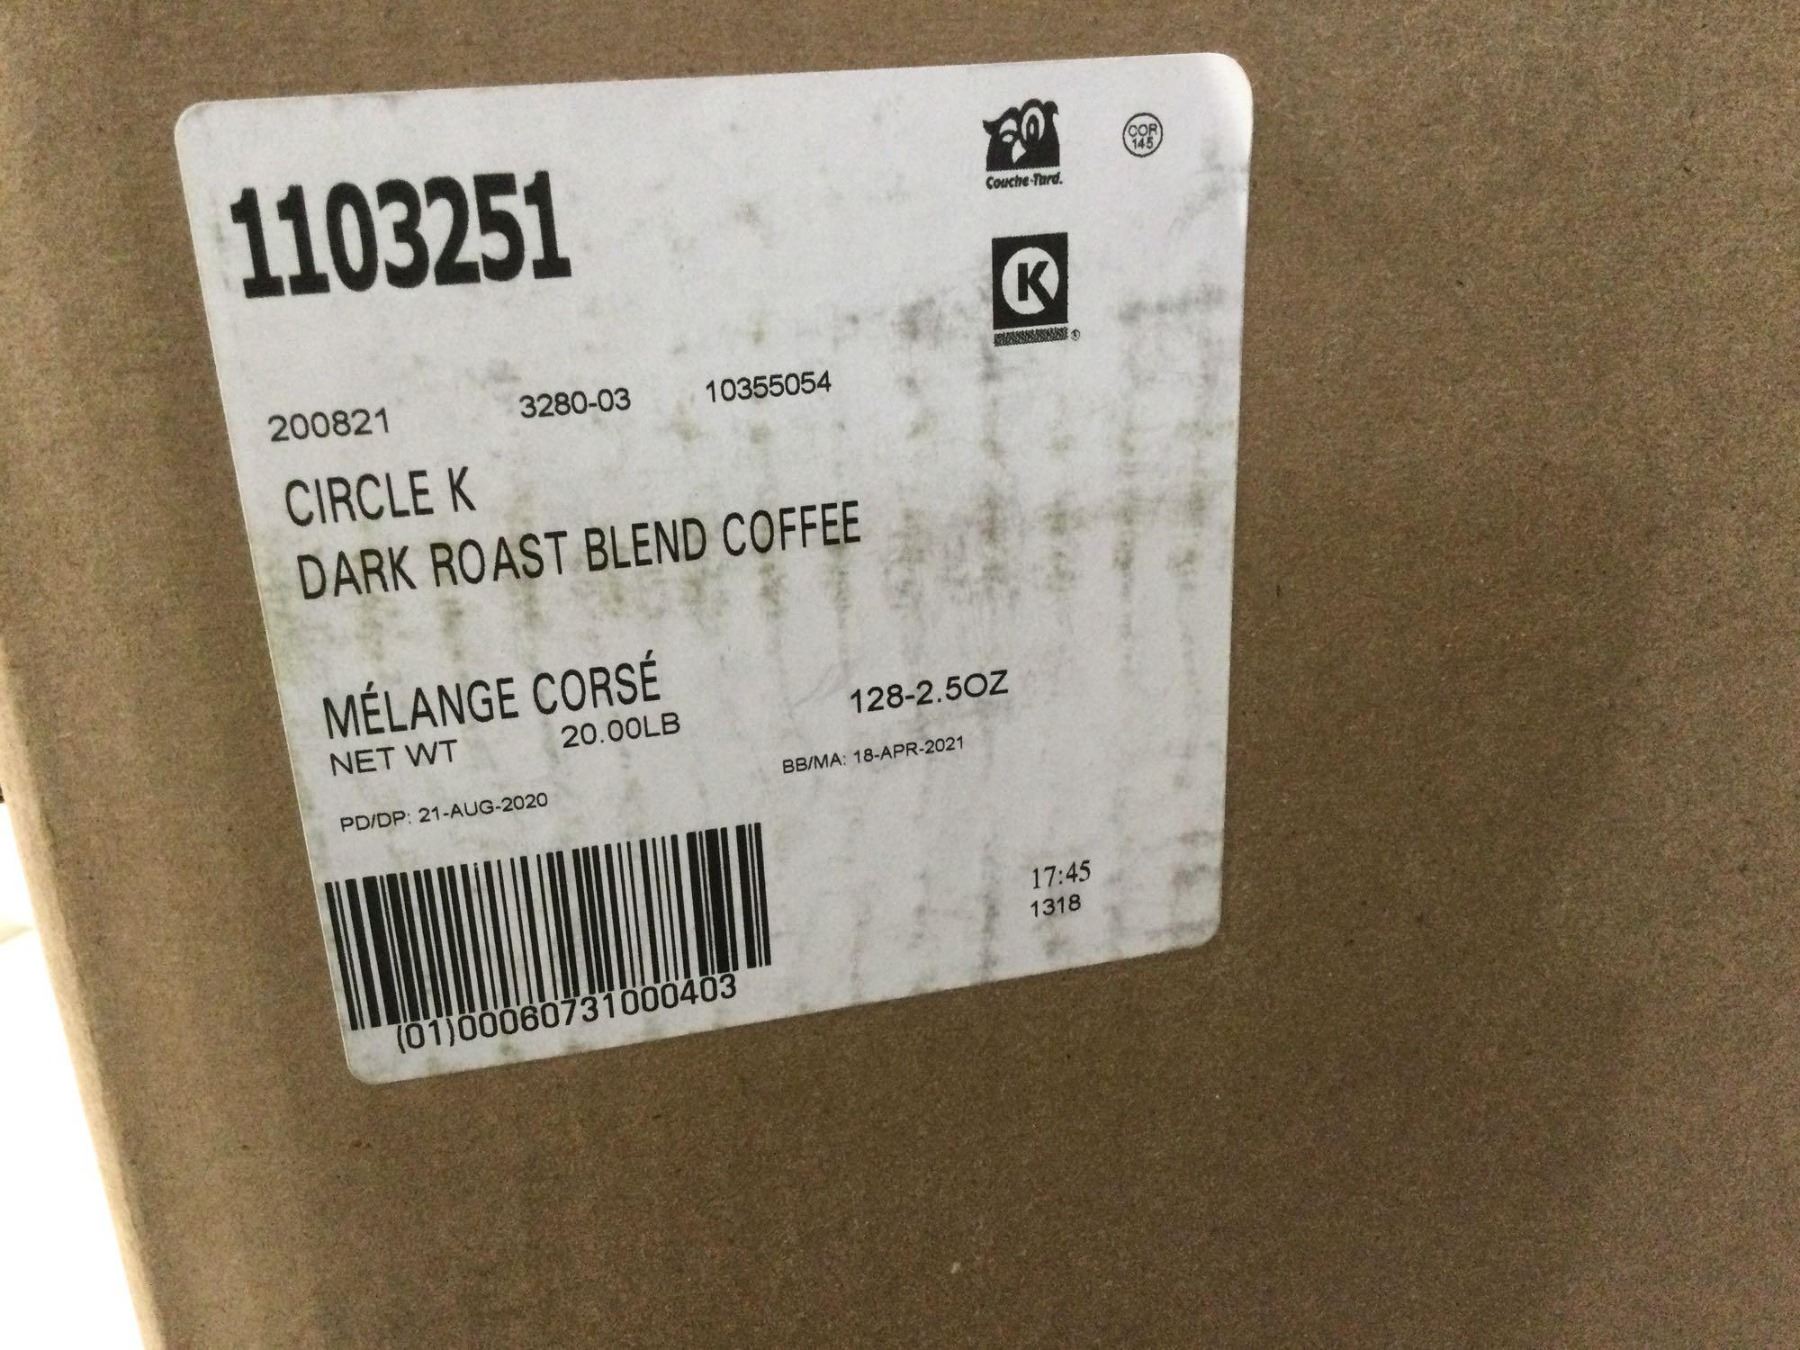 Couche-Tard.
COR
145
1103251
K
®
200821 3280-03 10355054
CIRCLE K
DARK ROAST BLEND COFFEE
MÉLANGE CORSÉ
NET WT 20.00LB 128-2.5OZ
PD/DP: 21-AUG-2020 BB/MA: 18-APR-2021
17:45
1318
(01)00060731000403